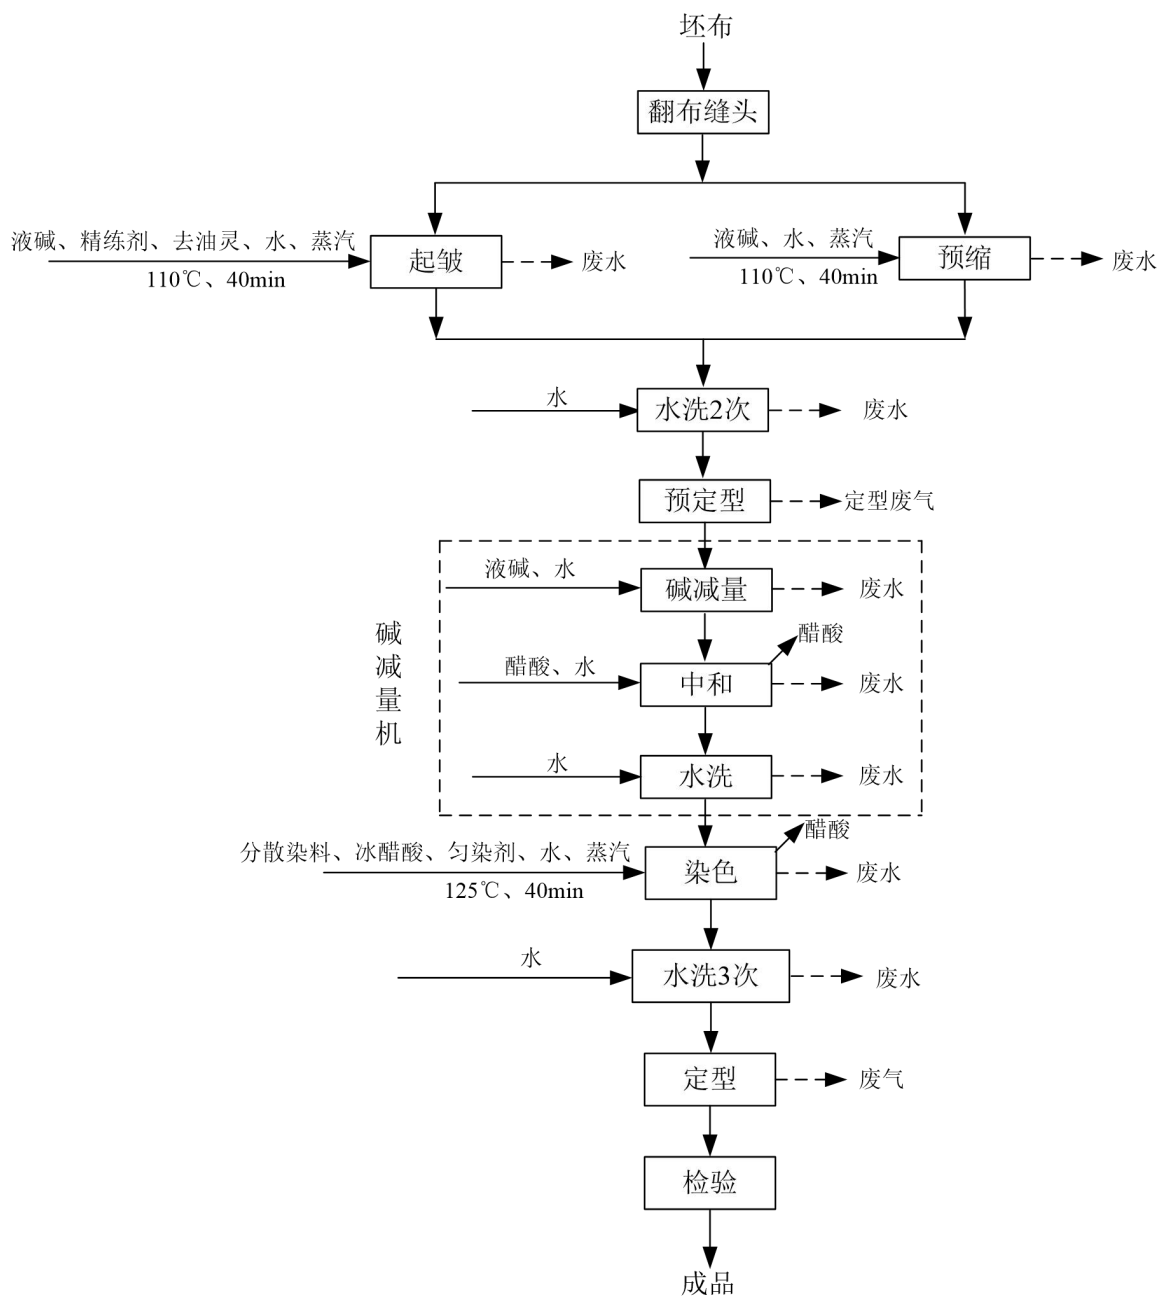 坯布
翻布缝头
液碱、精练剂、去油灵、水、蒸汽
110℃、40min
起皱
废水
液碱、水、蒸汽
110℃、40min
预缩
废水
水
水洗2次
废水
预定型
定型废气
碱减量机
液碱、水
碱减量
废水
醋酸、水
中和
醋酸
废水
水
水洗
废水
分散染料、冰醋酸、匀染剂、水、蒸汽
125℃、40min
染色
醋酸
废水
水
水洗3次
废水
定型
废气
检验
成品